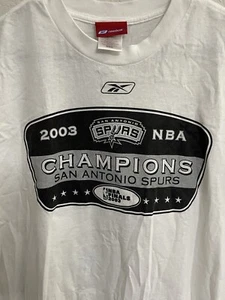 SAN ANTONIO
2003 SPURS NBA
CHAMPIONS
SAN ANTONIO SPURS
NBA
FINALS